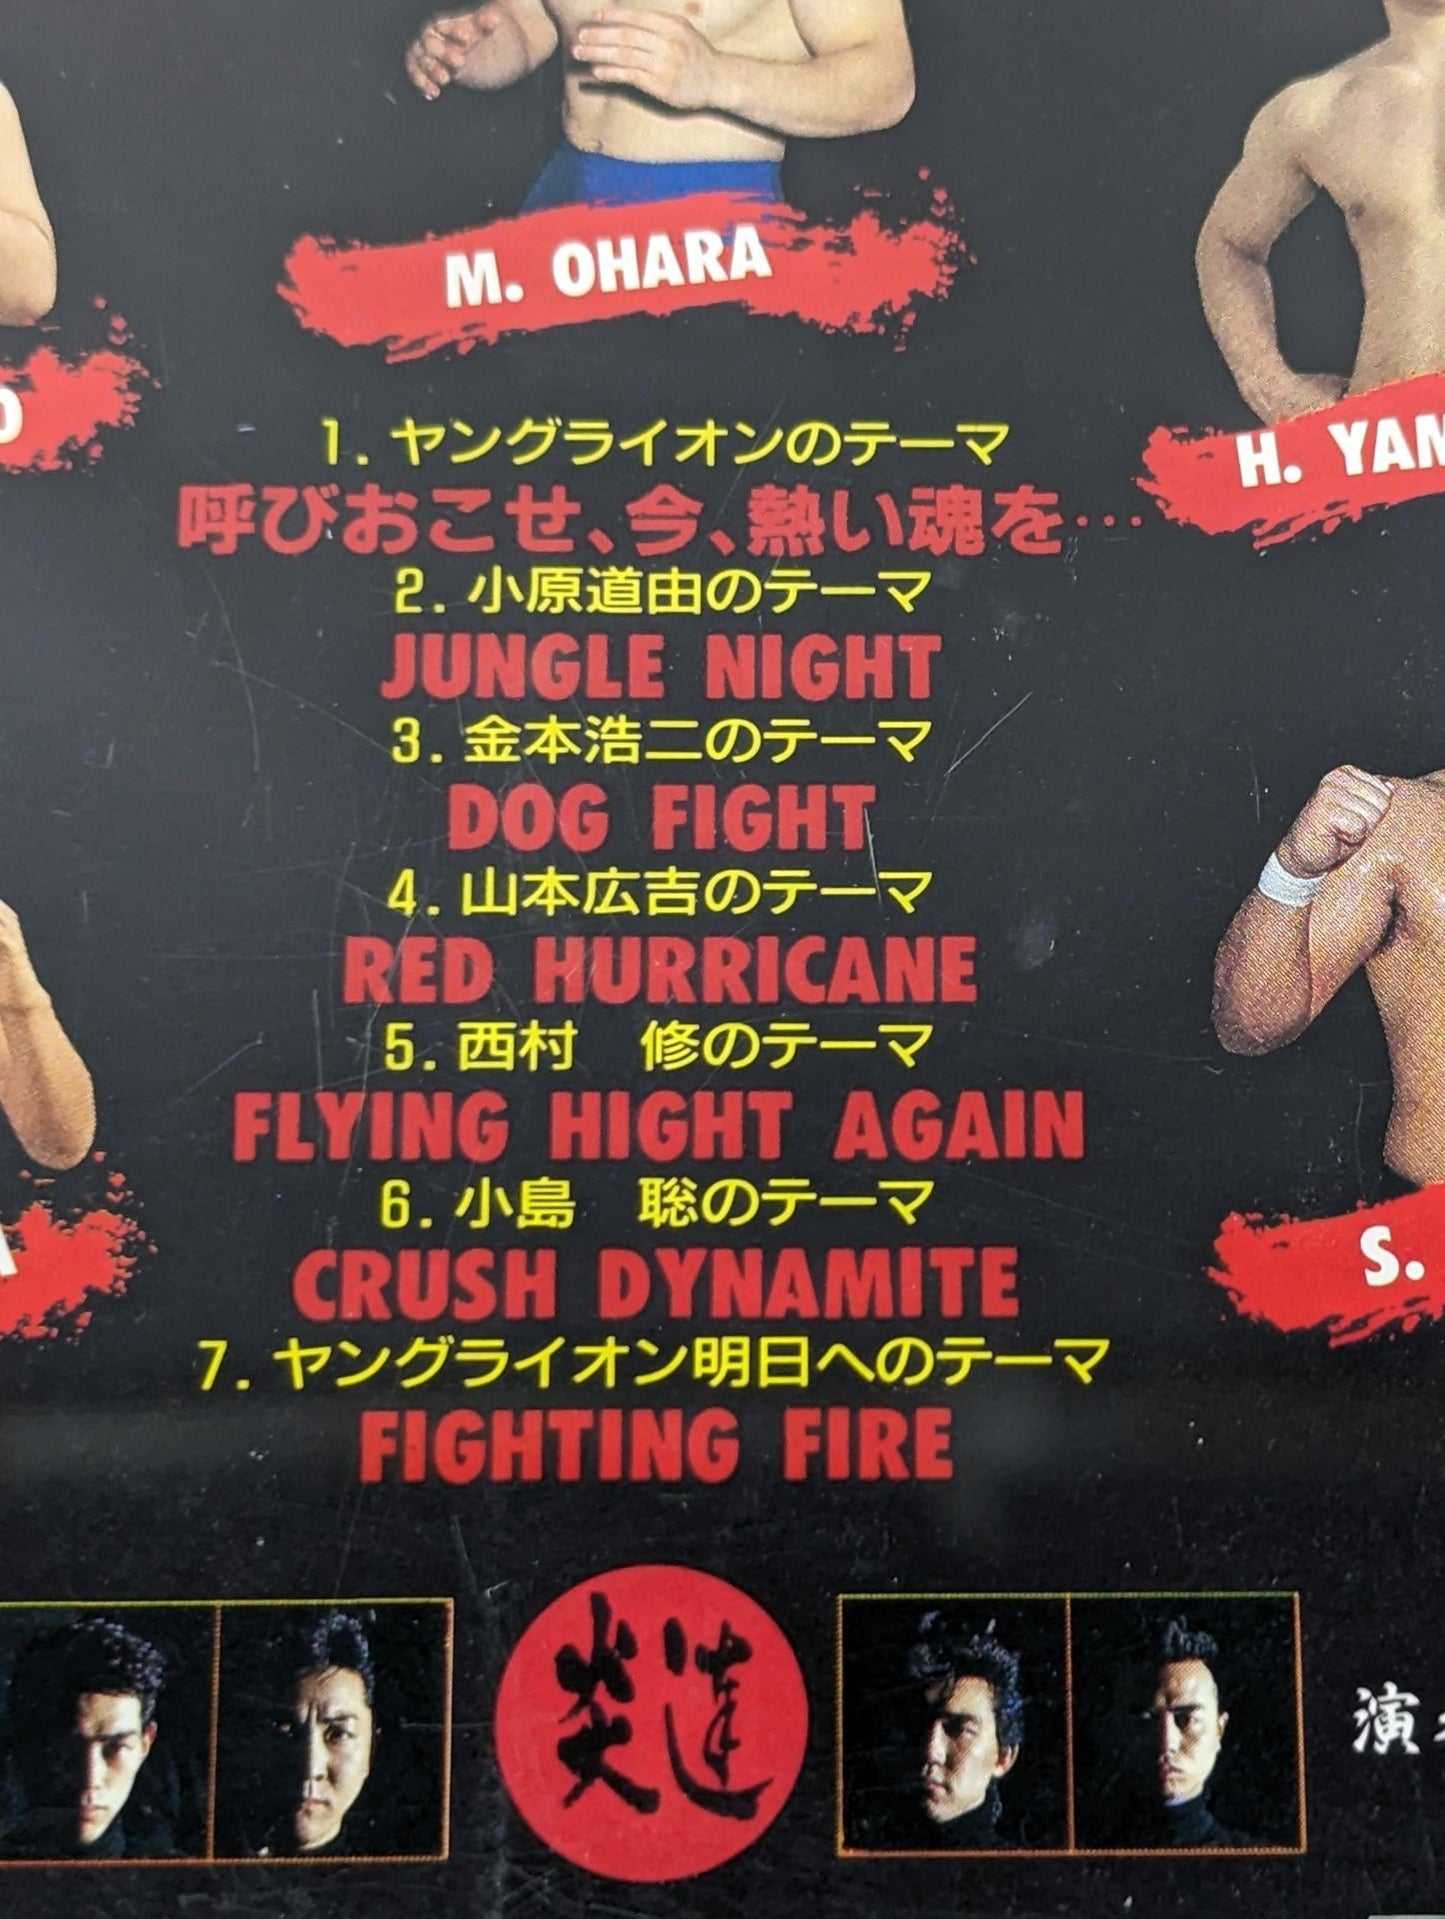 M. OHARA
H. YAM
1. ヤングライオンのテーマ
呼びおこせ、今、熱い魂を…
2. 小原道由のテーマ
JUNGLE NIGHT
3. 金本浩二のテーマ
DOG FIGHT
4. 山本広吉のテーマ
RED HURRICANE
5. 西村　修のテーマ
FLYING HIGHT AGAIN
6. 小島　聡のテーマ
CRUSH DYNAMITE
S.
7. ヤングライオン明日へのテーマ
FIGHTING FIRE
炎達
演